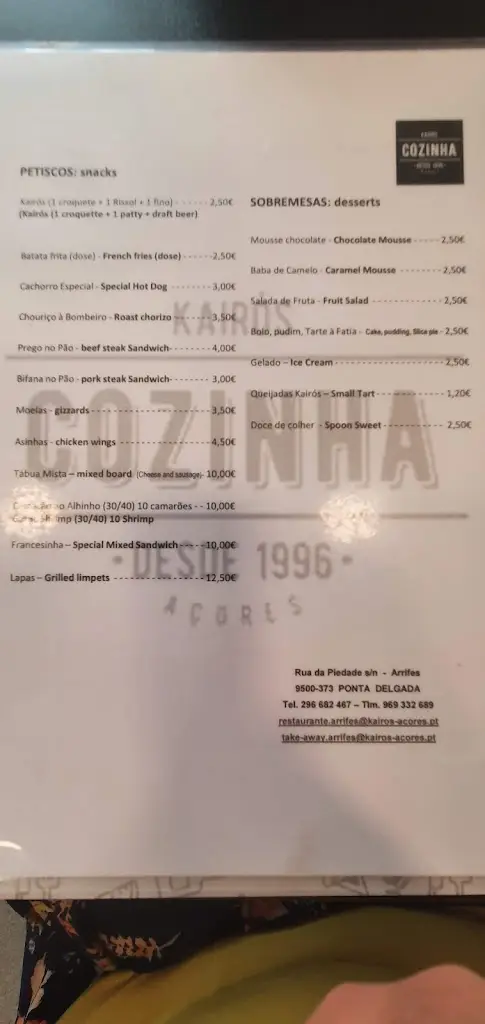 KAIRÓS
COZINHA
DESDE 1996
PETISCOS: snacks
Kairós (1 croquete + 1 Rissol + 1 fino) - - - - - - 2,50€
(Kairós (1 croquete + 1 patty + draft beer)
Batata frita (dose) - French fries (dose) - - - - - - 2,50€
Cachorro Especial - Special Hot Dog - - - - - - - - 3,00€
Chouriço à Bombeiro - Roast chorizo - - - - - - - 3,50€
Prego no Pão - beef steak Sandwich - - - - - - - - 4,00€
Bifana no Pão - pork steak Sandwich - - - - - - - - 3,00€
Moelas - gizzards - - - - - - - - - - - - - - - - - - - - 3,50€
Asinhas - chicken wings - - - - - - - - - - - - - - - - 4,50€
Tábua Mista – mixed board (Cheese and sausage)- 10,00€
ao Alhinho (30/40) 10 camarões - - 10,00€
(30/40) 10 Shrimp
Francesinha – Special Mixed Sandwich - - - - - 10,00€
Lapas – Grilled limpets - - - - - - - - - - - - - - - - - 12,50€
SOBREMESAS: desserts
Mousse chocolate - Chocolate Mousse - - - - - 2,50€
Baba de Camelo - Caramel Mousse - - - - - - - - 2,50€
Salada de Fruta - Fruit Salad - - - - - - - - - - - - 2,50€
Bolo, pudim, Tarte à Fatia - Cake, pudding, Slice pie - 2,50€
Gelado – Ice Cream - - - - - - - - - - - - - - - - - - - 2,50€
Queijadas Kairós – Small Tart - - - - - - - - - - - - 1,20€
Doce de colher - Spoon Sweet - - - - - - - - - - - 2,50€
KAIRÓS
COZINHA
DESDE 1996
AÇORES
Rua da Piedade s/n - Arrifes
9500-373 PONTA DELGADA
Tel. 296 682 467 – Tlm. 969 332 689
restaurante.arrifes@kairos-acores.pt
take-away.arrifes@kairos-acores.pt